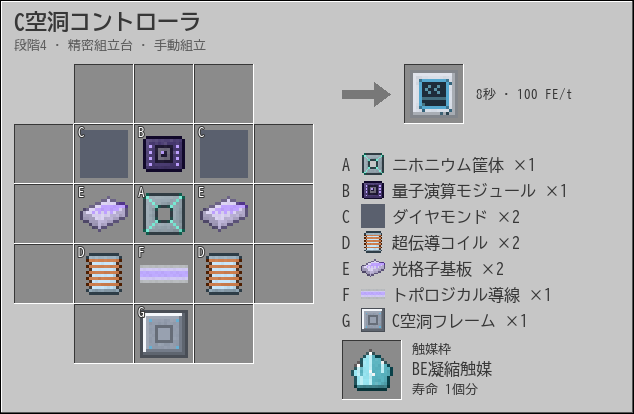 C空洞コントローラ
段階4 · 精密組立台 · 手動組立
8秒 · 100 FE/t
C
B
C
E
A
E
D
F
D
G
A ニホニウム筐体 ×1
B 量子演算モジュール ×1
C ダイヤモンド ×2
D 超伝導コイル ×2
E 光格子基板 ×2
F トポロジカル導線 ×1
G C空洞フレーム ×1
触媒枠
BE凝縮触媒
寿命 1個分